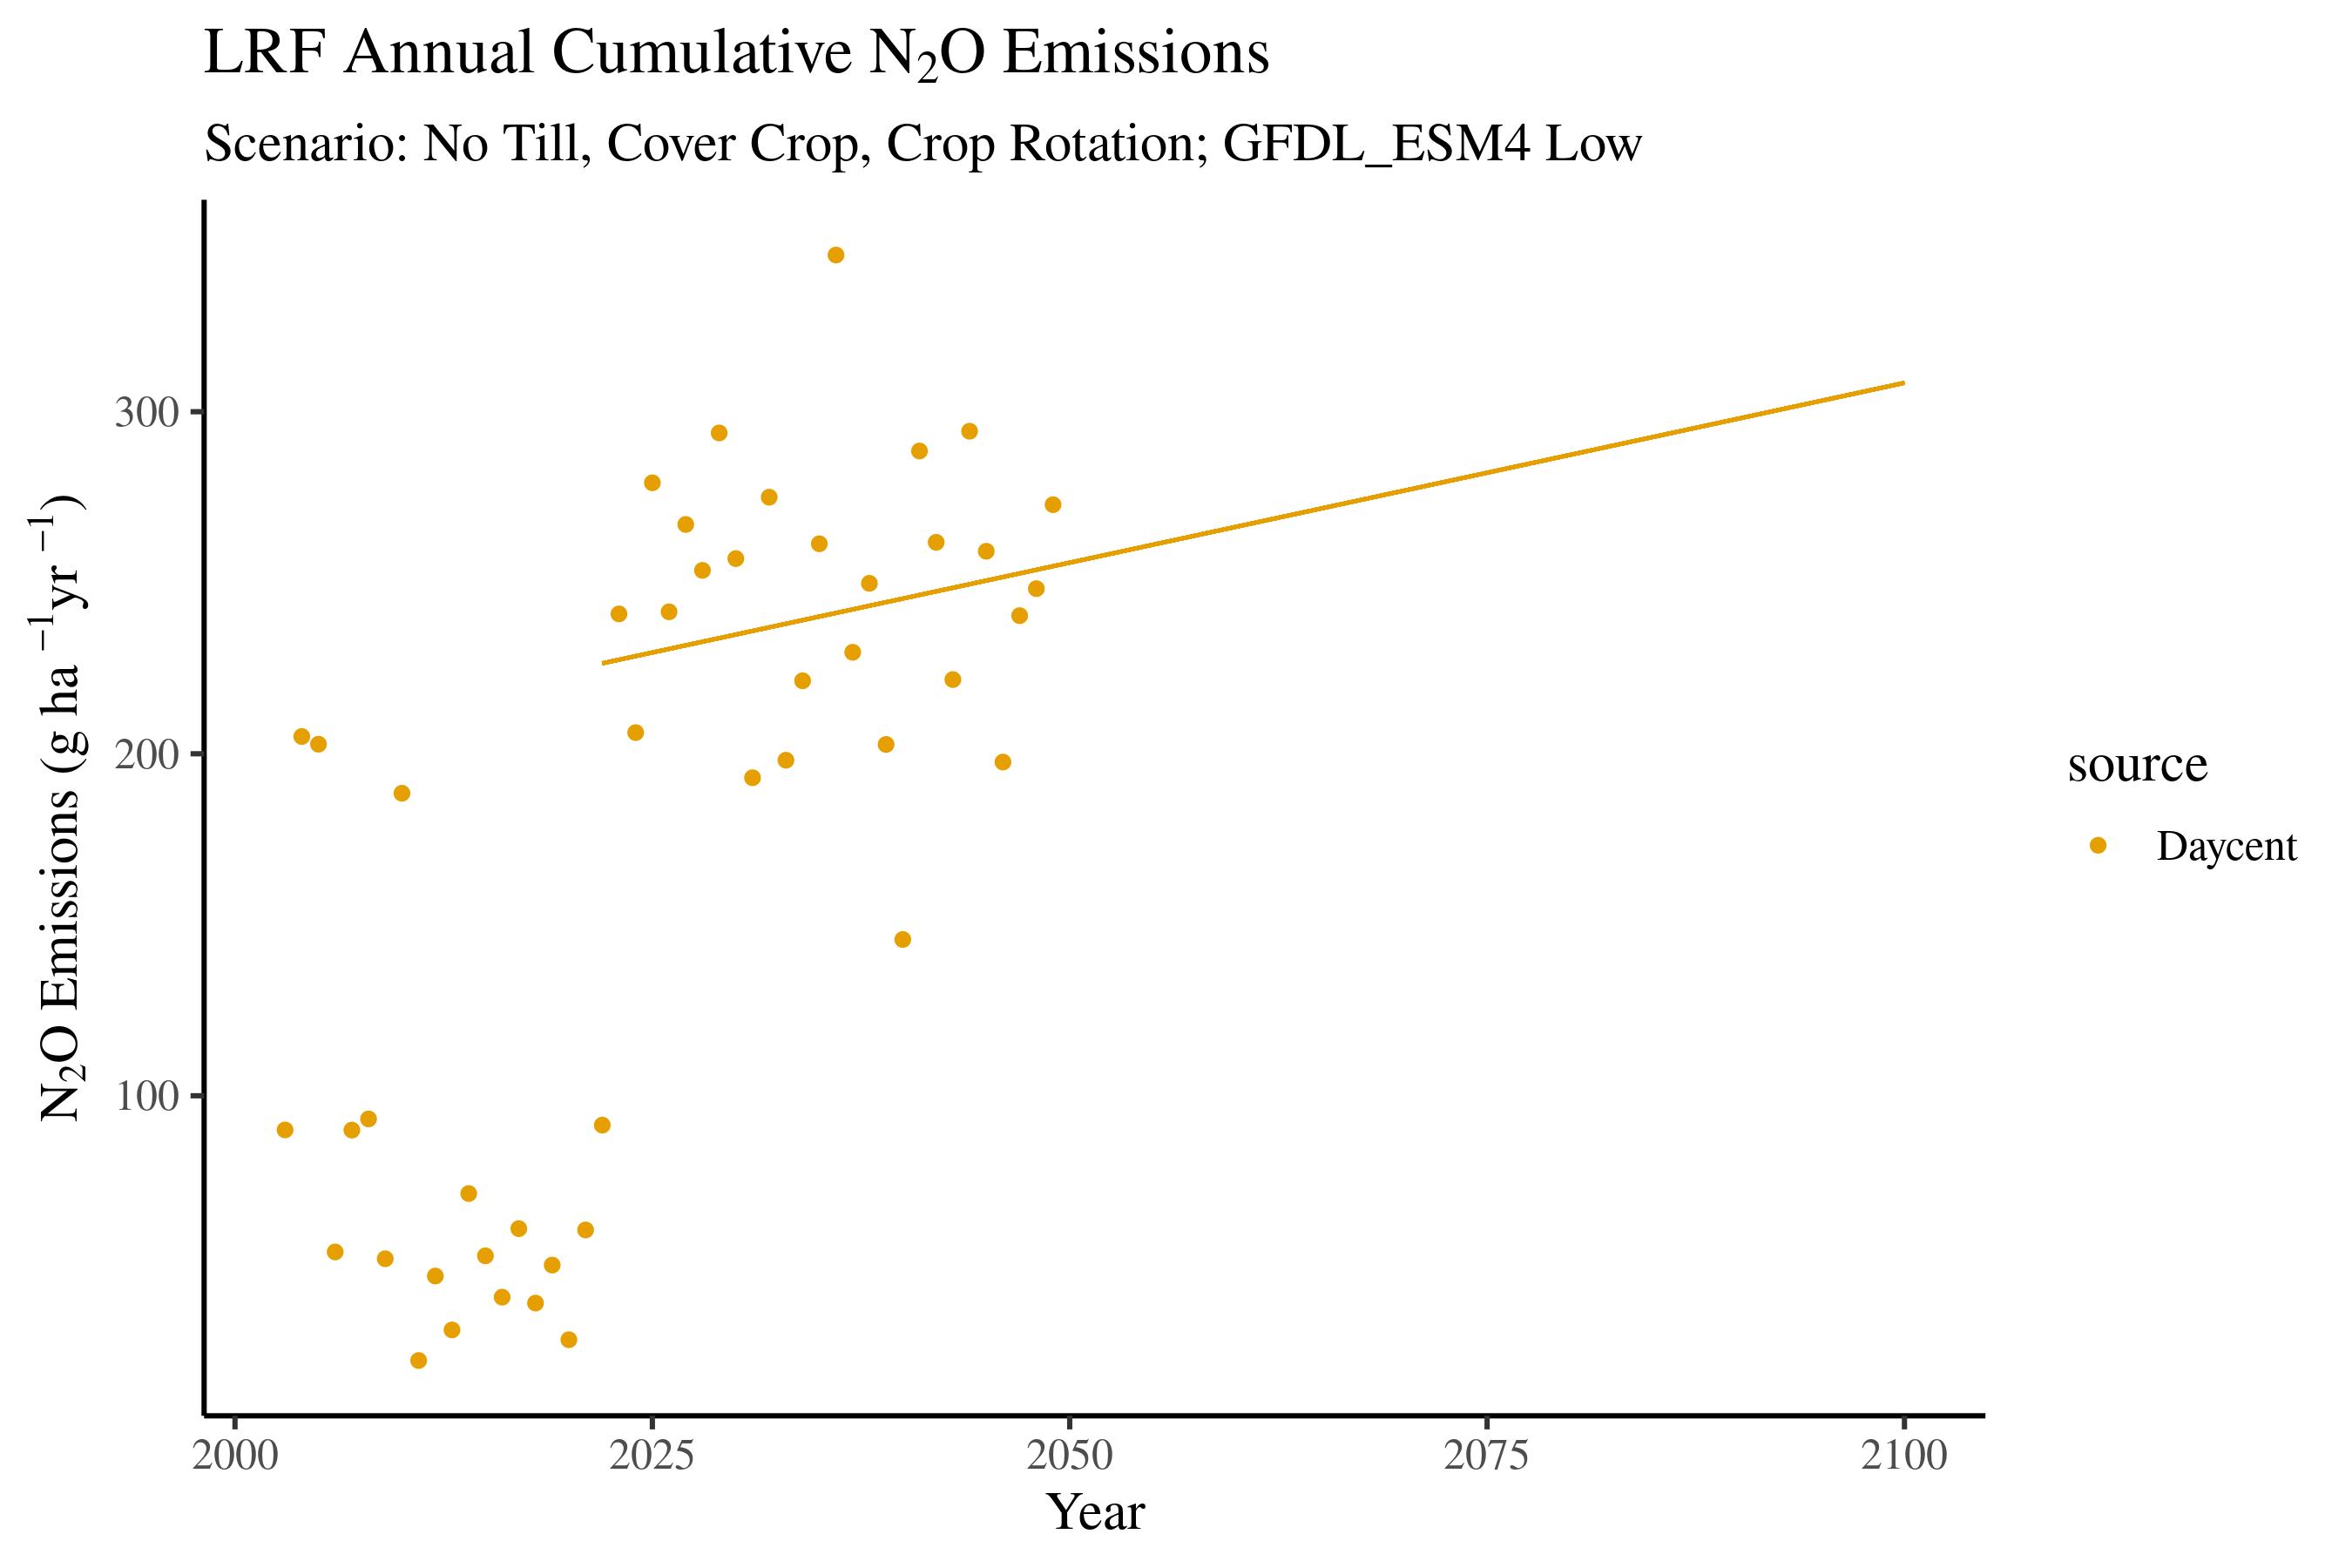 LRF Annual Cumulative N₂O Emissions
Scenario: No Till, Cover Crop, Crop Rotation; GFDL_ESM4 Low
N₂O Emissions (g ha ⁻¹yr ⁻¹)
300
200
100
source
Daycent
2000 2025 2050 2075 2100
Year